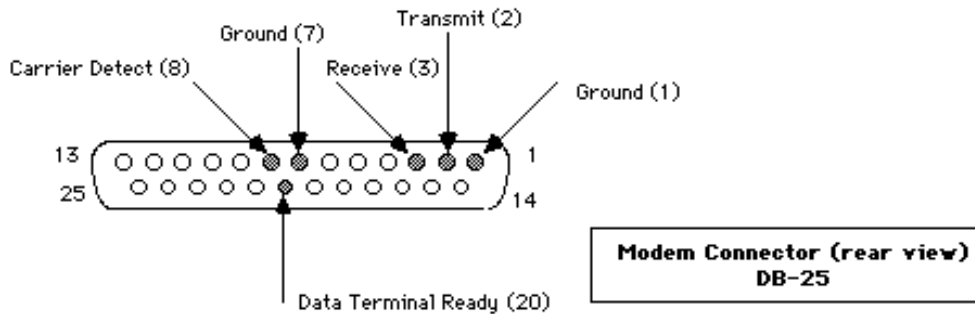 Transmit (2)
Ground (7)
Carrier Detect (8)
Receive (3)
Ground (1)
13
1
25
14
Modem Connector (rear view)
DB-25
Data Terminal Ready (20)